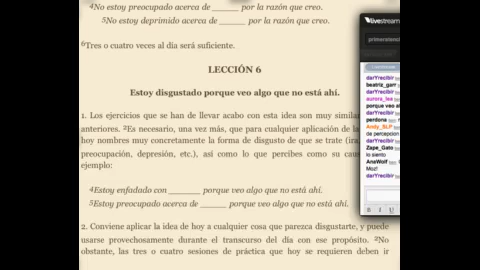 4No estoy preocupado acerca de _____ por la razón que creo.
5No estoy deprimido acerca de _____ por la razón que creo.
6Tres o cuatro veces al día será suficiente.
LECCIÓN 6
Estoy disgustado porque veo algo que no está ahí.
1. Los ejercicios que se han de llevar acabo con esta idea son muy similar
anteriores. 2Es necesario, una vez más, que para cualquier aplicación de la
hoy nombres muy concretamente la forma de disgusto de que se trate (ira,
preocupación, depresión, etc.), así como lo que percibes como su caus
ejemplo:
4Estoy enfadado con ______ porque veo algo que no está ahí.
5Estoy preocupado acerca de _____ porque veo algo que no está ahí.
2. Conviene aplicar la idea de hoy a cualquier cosa que parezca disgustarte, y puede
usarse provechosamente durante el transcurso del día con ese propósito. 2No
obstante, las tres o cuatro sesiones de práctica que hoy se requieren deben ir
livestream
darYrecibir
beatriz_garr
darYrecibir
aurora_lee
porque veo al
darYrecibir
perdona
Andy_SLP
de percepcion
darYrecibir
Zape_Gato
lo siento
AnaWolf
Moz!
darYrecibir
B I U